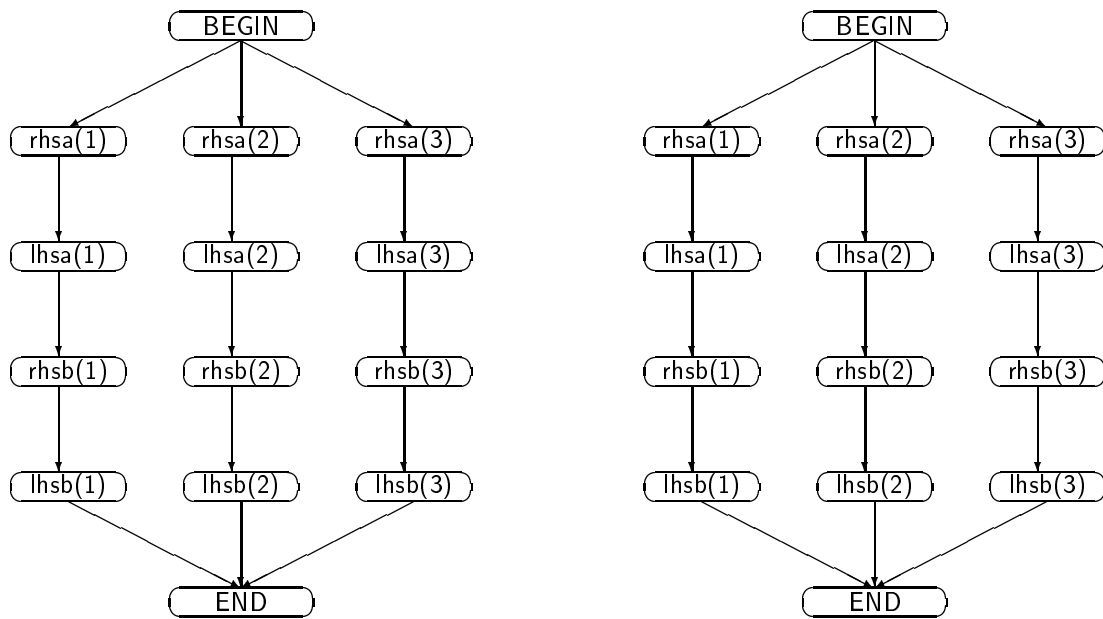 BEGIN BEGIN
rhsa(1) rhsa(2) rhsa(3) rhsa(1) rhsa(2) rhsa(3)
lhsa(1) lhsa(2) lhsa(3) lhsa(1) lhsa(2) lhsa(3)
rhsb(1) rhsb(2) rhsb(3) rhsb(1) rhsb(2) rhsb(3)
lhsb(1) lhsb(2) lhsb(3) lhsb(1) lhsb(2) lhsb(3)
END END